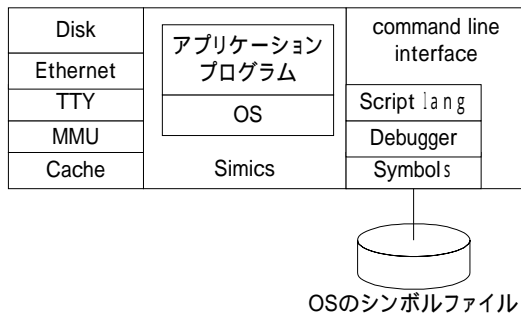 Disk
Ethernet
TTY
MMU
Cache
アプリケーション
プログラム
OS
Simics
command line
interface
Script lang
Debugger
Symbols
OSのシンボルファイル